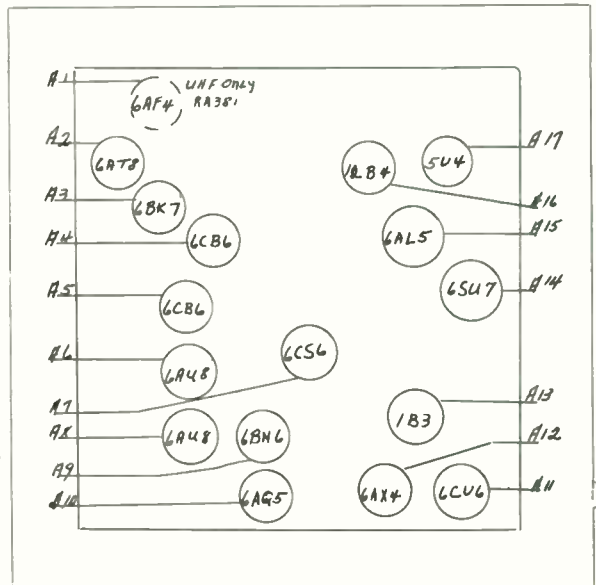 A1
UHF Only
RA381
6AF4
A2
6AT8
A3
6BK7
A4
6CB6
A5
6CB6
A6
6AU8
6CS6
A7
A8
6AU8
6BN6
A9
A10
6AG5
12B4
5U4
A17
A16
6AL5
A15
6SU7
A14
A13
1B3
A12
6AX4
6CU6
A11